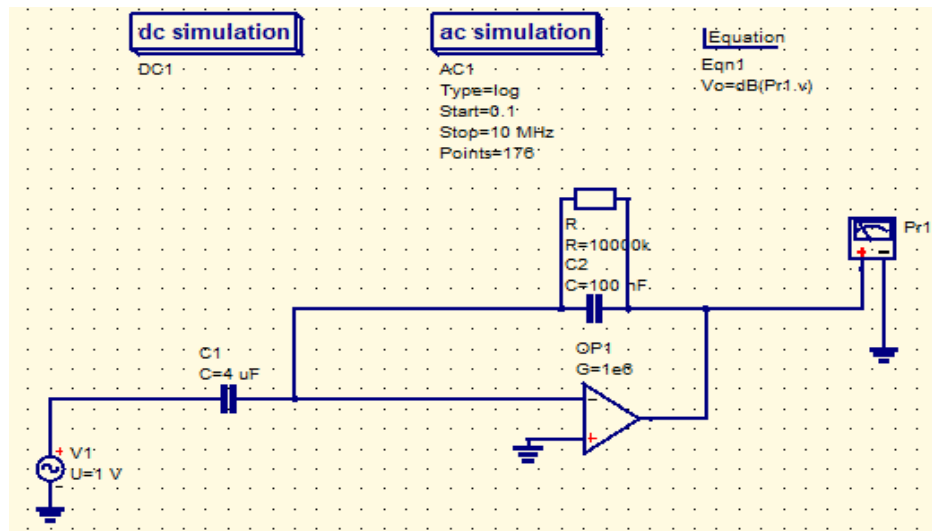 dc simulation
DC1
ac simulation
AC1
Type=log
Start=0.1
Stop=10 MHz
Points=176
Equation
Eqn1
Vo=dB(Pr1.v)
R
R=10000k
C2
C=100 nF
Pr1
+ -
C1
C=4 uF
OP1
G=1e6
-
+
+
V1
U=1 V
-